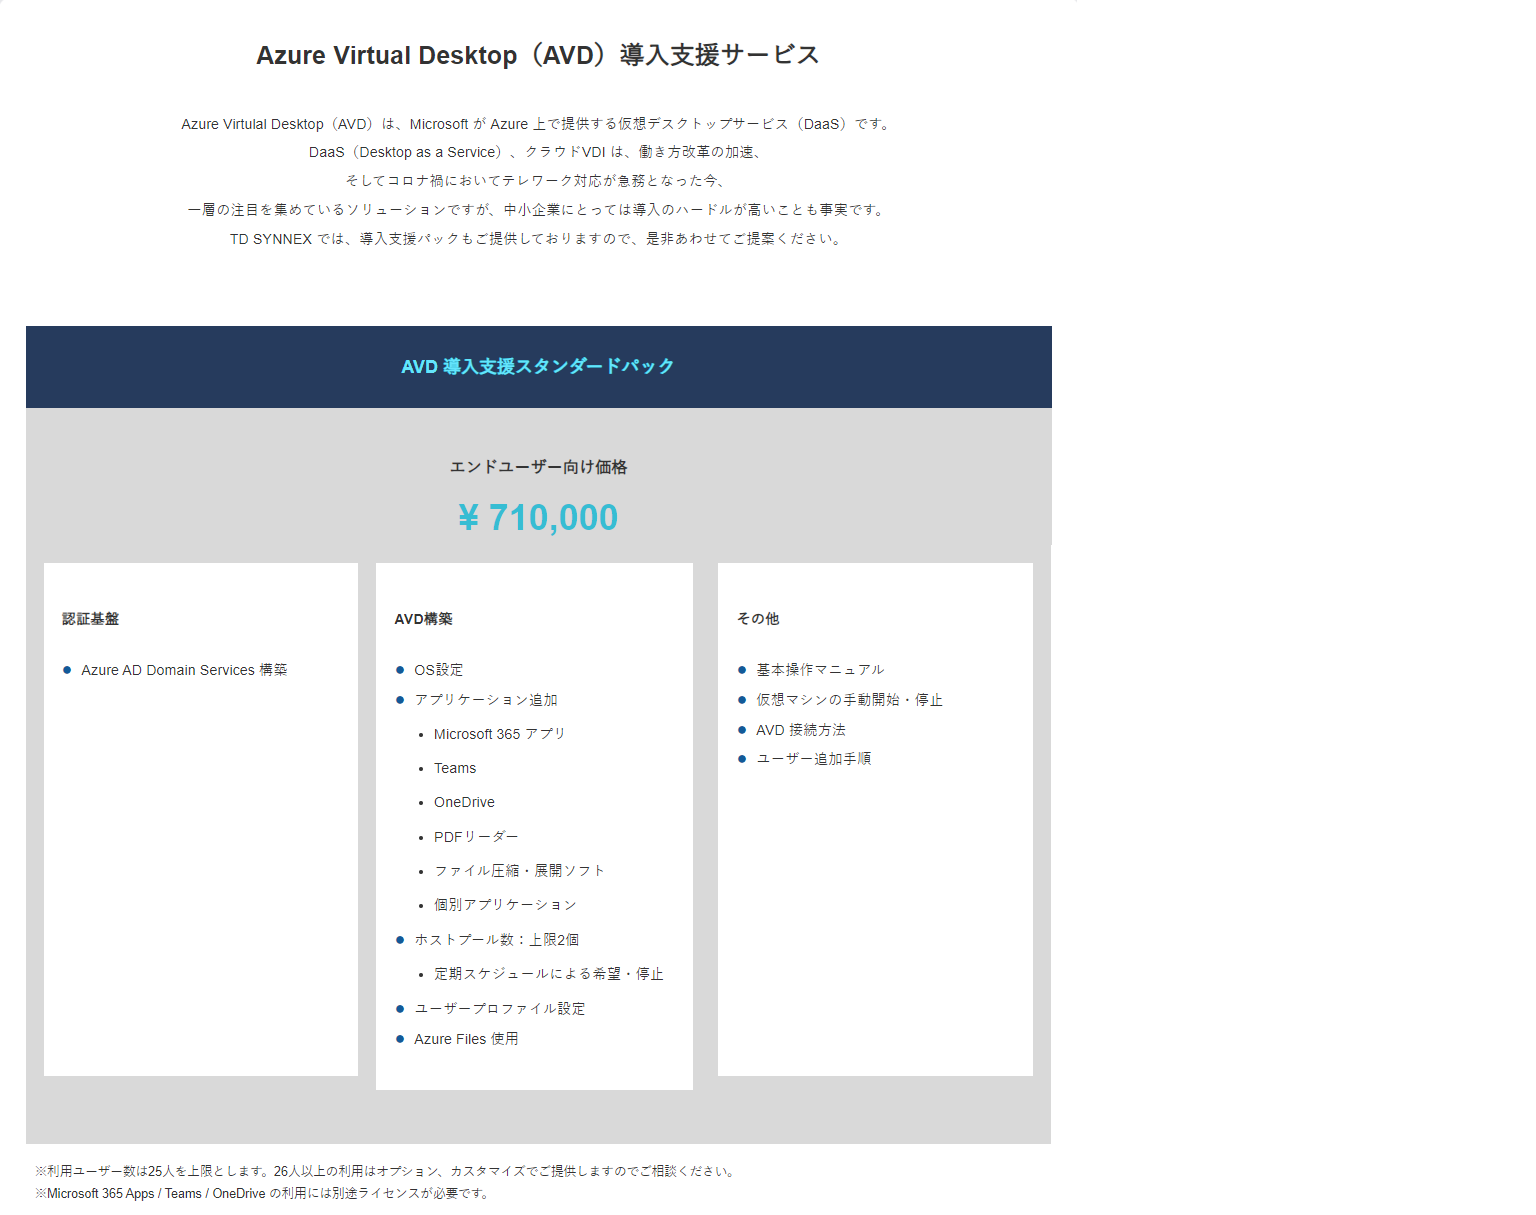 Azure Virtual Desktop（AVD）導入支援サービス
Azure Virtulal Desktop（AVD）は、Microsoft が Azure 上で提供する仮想デスクトップサービス（DaaS）です。
DaaS（Desktop as a Service）、クラウドVDI は、働き方改革の加速、
そしてコロナ禍においてテレワーク対応が急務となった今、
一層の注目を集めているソリューションですが、中小企業にとっては導入のハードルが高いことも事実です。
TD SYNNEX では、導入支援パックもご提供しておりますので、是非あわせてご提案ください。
AVD 導入支援スタンダードパック
エンドユーザー向け価格
¥ 710,000
認証基盤
● Azure AD Domain Services 構築
AVD構築
● OS設定
● アプリケーション追加
• Microsoft 365 アプリ
• Teams
• OneDrive
• PDFリーダー
• ファイル圧縮・展開ソフト
• 個別アプリケーション
● ホストプール数：上限2個
• 定期スケジュールによる希望・停止
● ユーザープロファイル設定
● Azure Files 使用
その他
● 基本操作マニュアル
● 仮想マシンの手動開始・停止
● AVD 接続方法
● ユーザー追加手順
※利用ユーザー数は25人を上限とします。26人以上の利用はオプション、カスタマイズでご提供しますのでご相談ください。
※Microsoft 365 Apps / Teams / OneDrive の利用には別途ライセンスが必要です。